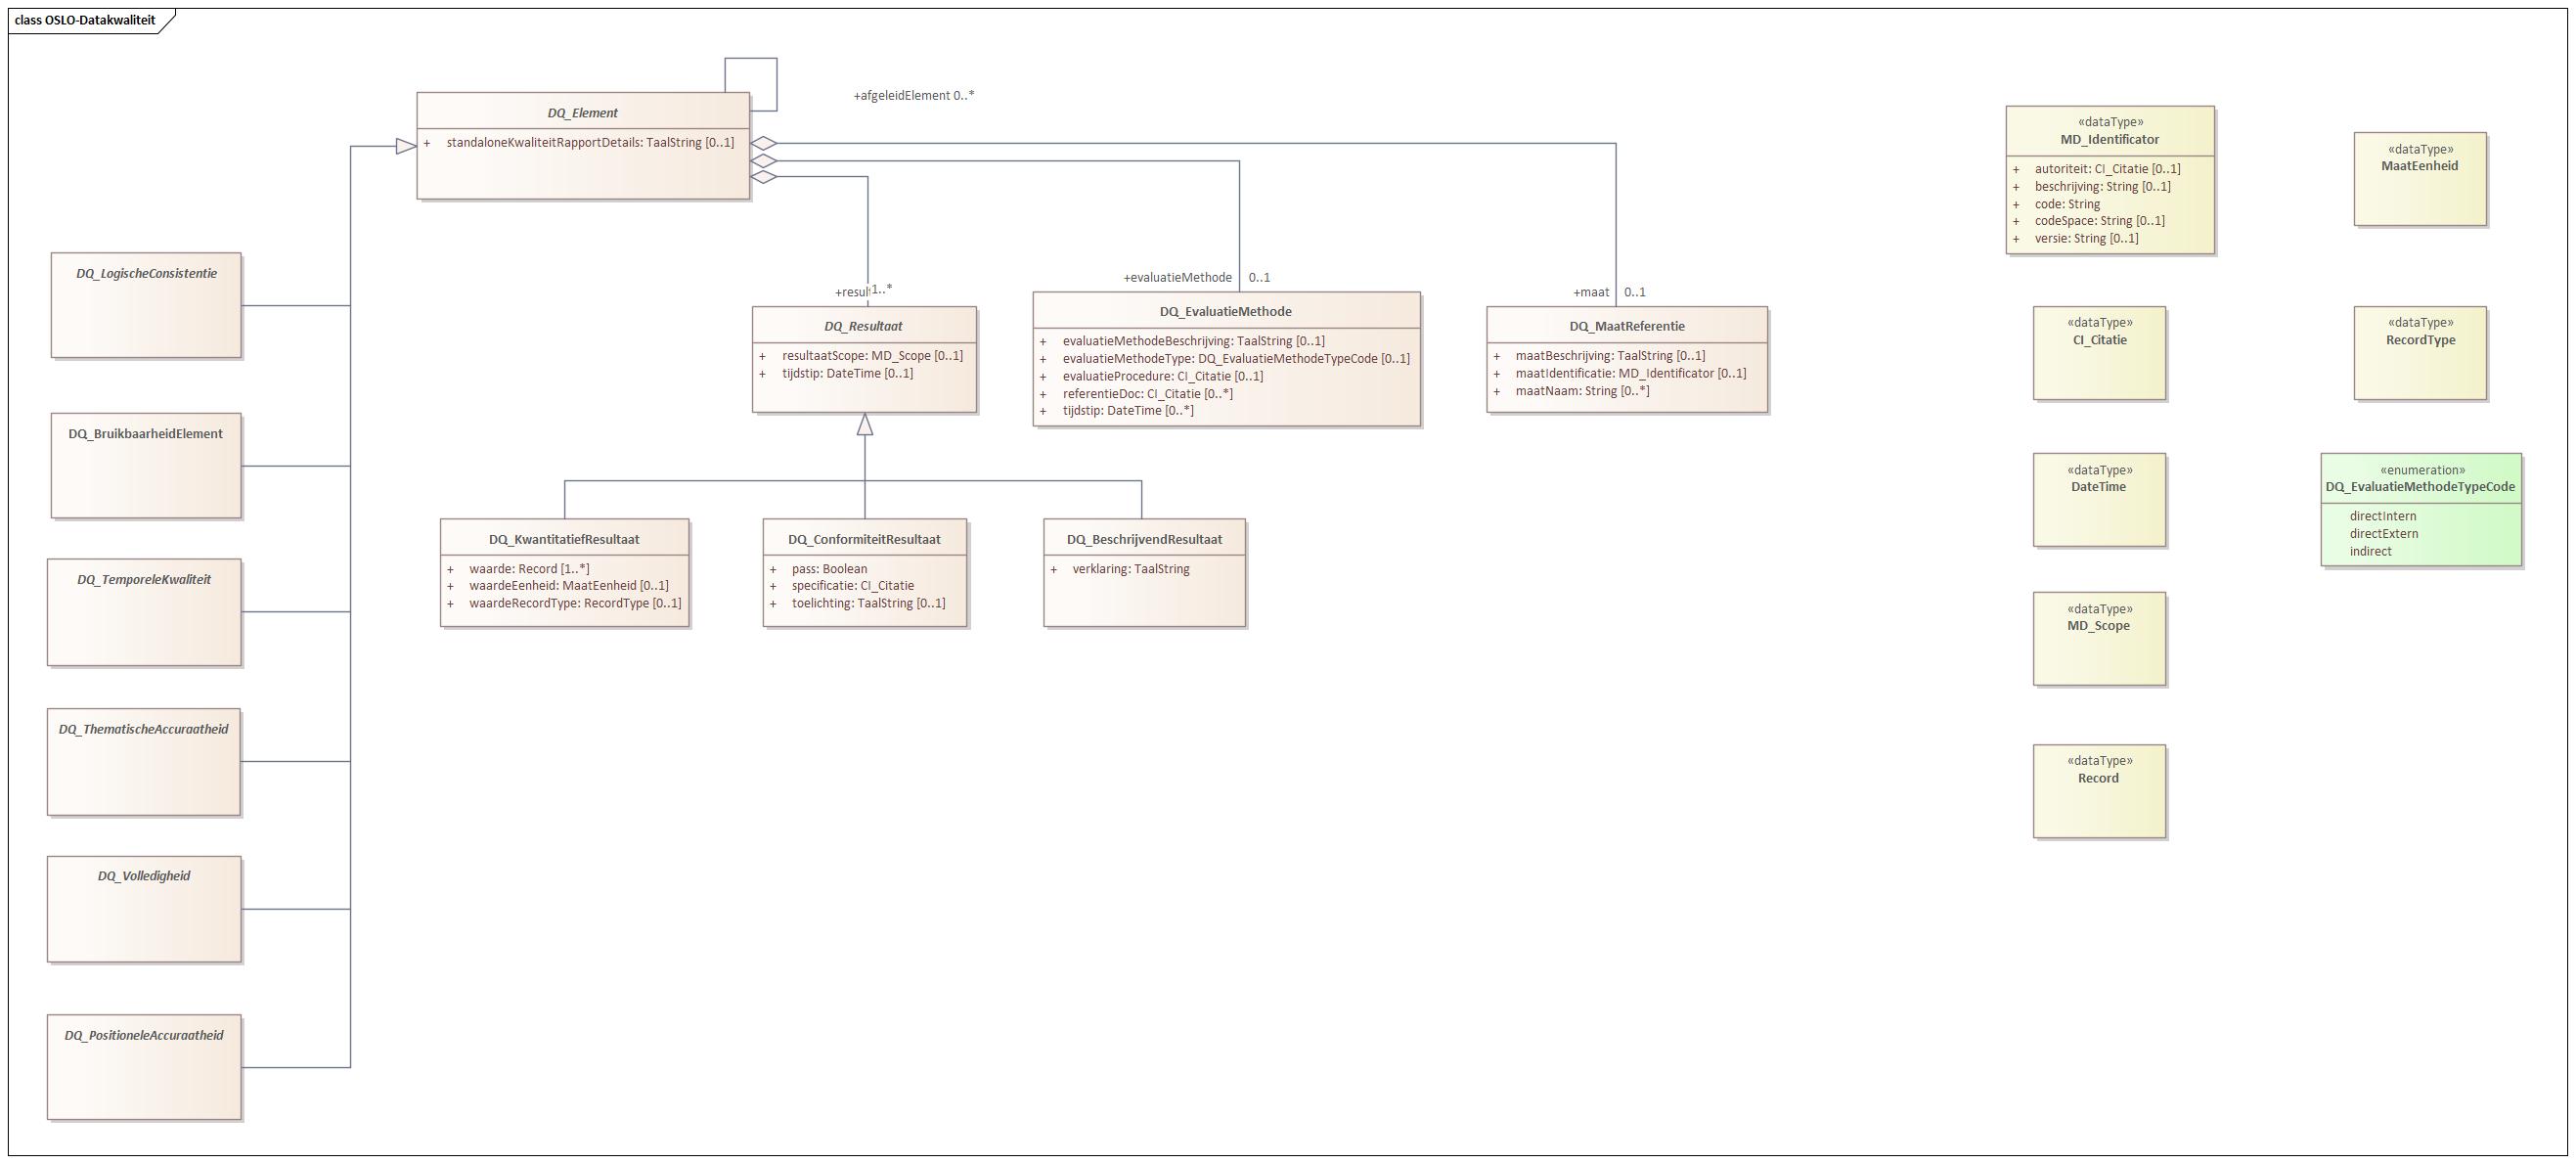 class OSLO-Datakwaliteit
+afgeleidElement 0..*
DQ_Element
+ standaloneKwaliteitRapportDetails: TaalString [0..1]
DQ_LogischeConsistentie
DQ_BruikbaarheidElement
DQ_TemporeleKwaliteit
DQ_ThematischeAccuraatheid
DQ_Volledigheid
DQ_PositioneleAccuraatheid
1..*
DQ_Resultaat
+ resultaatScope: MD_Scope [0..1]
+ tijdstip: DateTime [0..1]
+evaluatieMethode 0..1
DQ_EvaluatieMethode
+ evaluatieMethodeBeschrijving: TaalString [0..1]
+ evaluatieMethodeType: DQ_EvaluatieMethodeTypeCode [0..1]
+ evaluatieProcedure: CI_Citatie [0..1]
+ referentieDoc: CI_Citatie [0..*]
+ tijdstip: DateTime [0..*]
+maat 0..1
DQ_MaatReferentie
+ maatBeschrijving: TaalString [0..1]
+ maatIdentificatie: MD_Identificator [0..1]
+ maatNaam: String [0..*]
DQ_KwantitatiefResultaat
+ waarde: Record [1..*]
+ waardeEenheid: MaatEenheid [0..1]
+ waardeRecordType: RecordType [0..1]
DQ_ConformiteitResultaat
+ pass: Boolean
+ specificatie: CI_Citatie
+ toelichting: TaalString [0..1]
DQ_BeschrijvendResultaat
+ verklaring: TaalString
«dataType»
MD_Identificator
+ autoriteit: CI_Citatie [0..1]
+ beschrijving: String [0..1]
+ code: String
+ codeSpace: String [0..1]
+ versie: String [0..1]
«dataType»
MaatEenheid
«dataType»
CI_Citatie
«dataType»
RecordType
«dataType»
DateTime
«enumeration»
DQ_EvaluatieMethodeTypeCode
directIntern
directExtern
indirect
«dataType»
MD_Scope
«dataType»
Record